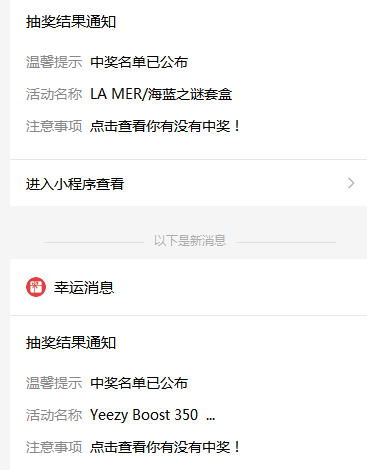 抽奖结果通知
温馨提示 中奖名单已公布
活动名称 LA MER/海蓝之谜套盒
注意事项 点击查看你有没有中奖！
进入小程序查看
以下是新消息
幸运消息
抽奖结果通知
温馨提示 中奖名单已公布
活动名称 Yeezy Boost 350 ...
注意事项 点击查看你有没有中奖！